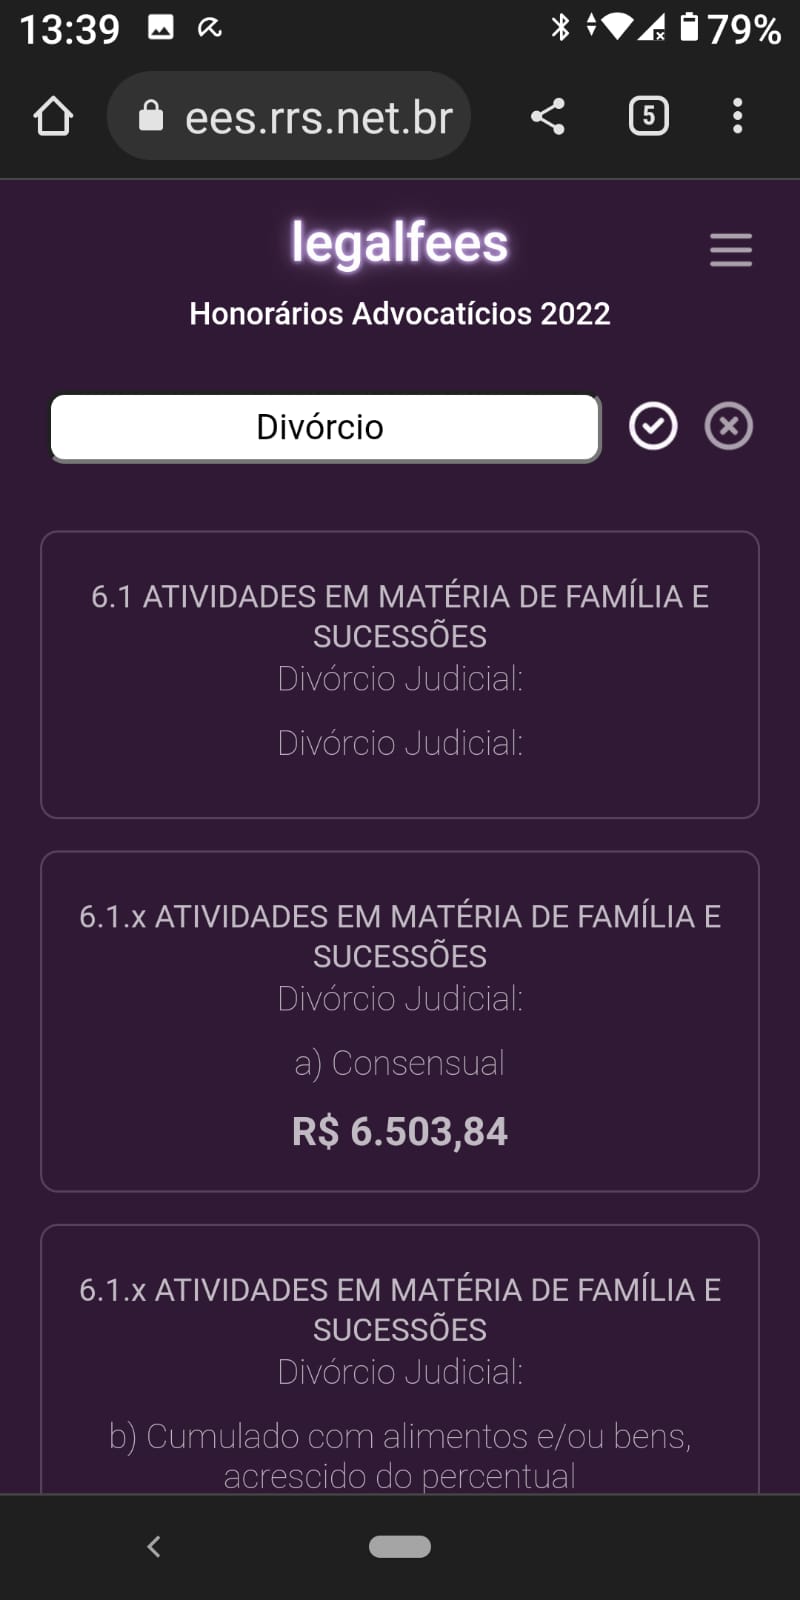 13:39
79%
ees.rrs.net.br
5
legalfees
Honorários Advocatícios 2022
Divórcio
6.1 ATIVIDADES EM MATÉRIA DE FAMÍLIA E
SUCESSÕES
Divórcio Judicial:
Divórcio Judicial:
6.1.x ATIVIDADES EM MATÉRIA DE FAMÍLIA E
SUCESSÕES
Divórcio Judicial:
a) Consensual
R$ 6.503,84
6.1.x ATIVIDADES EM MATÉRIA DE FAMÍLIA E
SUCESSÕES
Divórcio Judicial:
b) Cumulado com alimentos e/ou bens,
acrescido do percentual